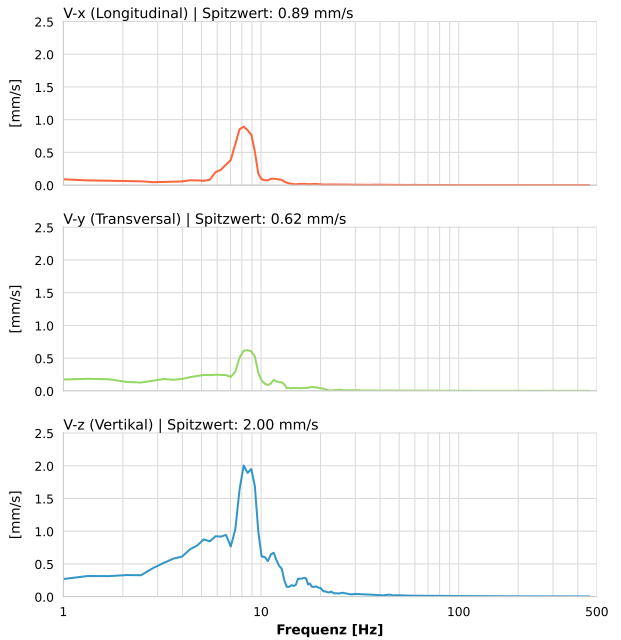 V-x (Longitudinal) | Spitzwert: 0.89 mm/s
2.5
2.0
1.5
1.0
0.5
0.0
[mm/s]
V-y (Transversal) | Spitzwert: 0.62 mm/s
2.5
2.0
1.5
1.0
0.5
0.0
[mm/s]
V-z (Vertikal) | Spitzwert: 2.00 mm/s
2.5
2.0
1.5
1.0
0.5
0.0
[mm/s]
1 10 100 500
Frequenz [Hz]